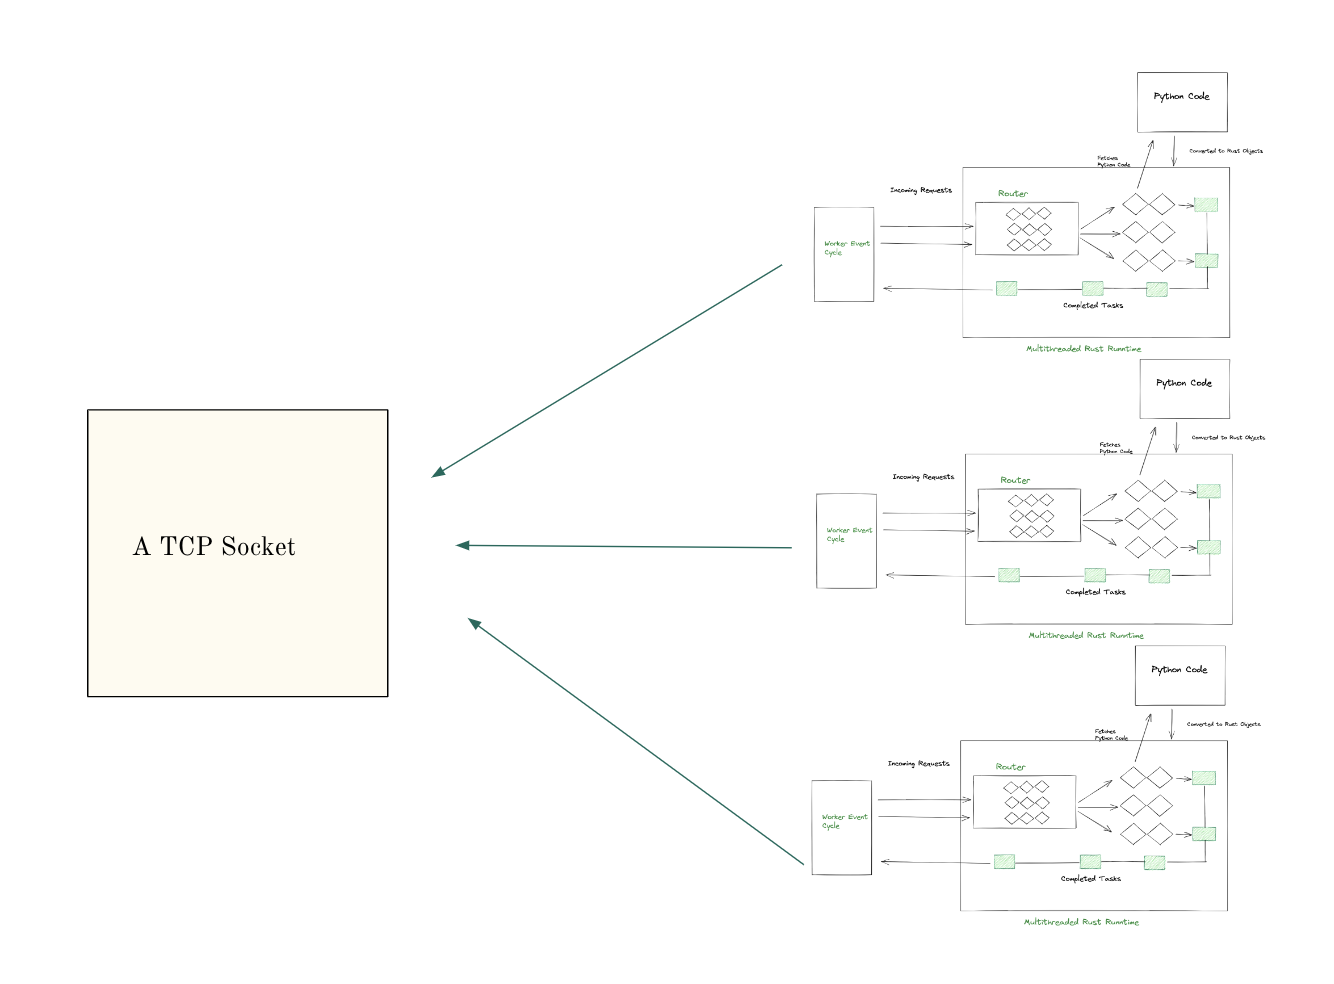 Python Code
Converted to Rust Objects
Fetches
Python Code
Incoming Requests
Router
Worker Event
Cycle
Completed Tasks
Multithreaded Rust Runntime
Python Code
Converted to Rust Objects
Fetches
Python Code
Incoming Requests
Router
Worker Event
Cycle
A TCP Socket
Completed Tasks
Multithreaded Rust Runntime
Python Code
Converted to Rust Objects
Fetches
Python Code
Incoming Requests
Router
Worker Event
Cycle
Completed Tasks
Multithreaded Rust Runntime